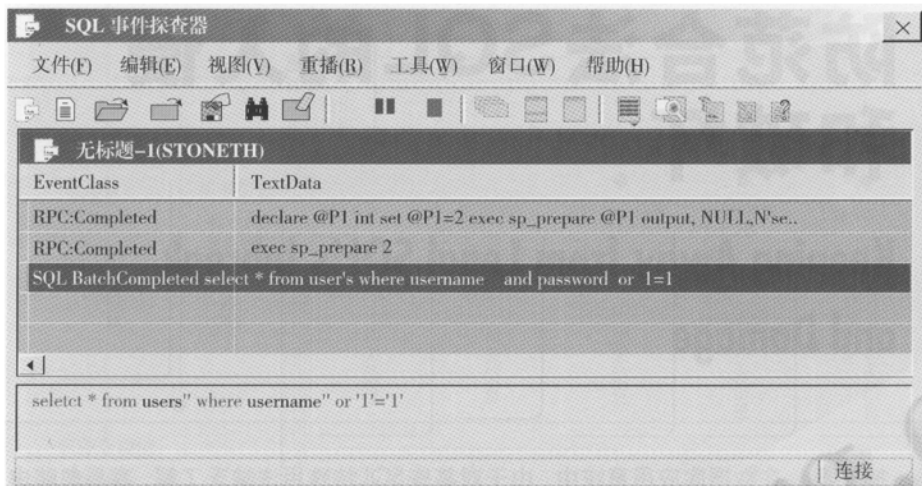 SQL 事件探查器
文件(F) 编辑(E) 视图(V) 重播(R) 工具(W) 窗口(W) 帮助(H)
无标题-1(STONETH)
EventClass TextData
RPC:Completed declare @P1 int set @P1=2 exec sp_prepare @P1 output, NULL,N'se..
RPC:Completed exec sp_prepare 2
SQL BatchCompleted select * from user's where username and password or 1=1
seletct * from users" where username" or '1'='1'
连接